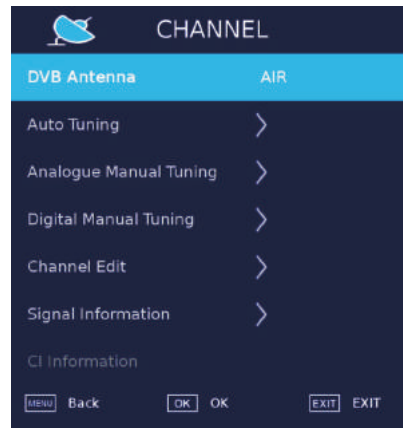 CHANNEL
DVB Antenna AIR
Auto Tuning
Analogue Manual Tuning
Digital Manual Tuning
Channel Edit
Signal Information
CI Information
MENU Back OK OK EXIT EXIT